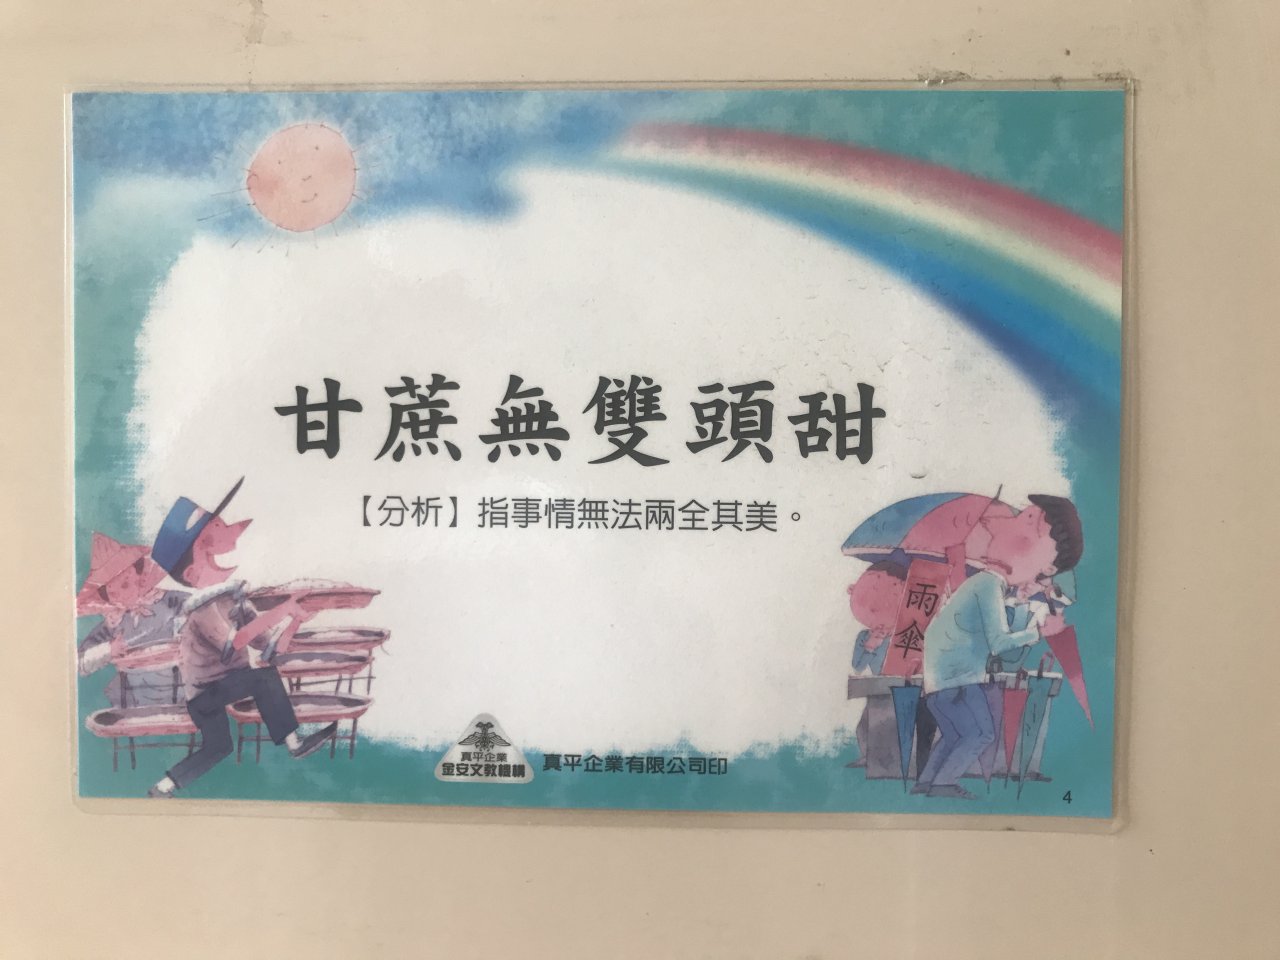 甘蔗無雙頭甜
【分析】指事情無法兩全其美。
雨傘
真平企業
金安文教機構
真平企業有限公司印
4